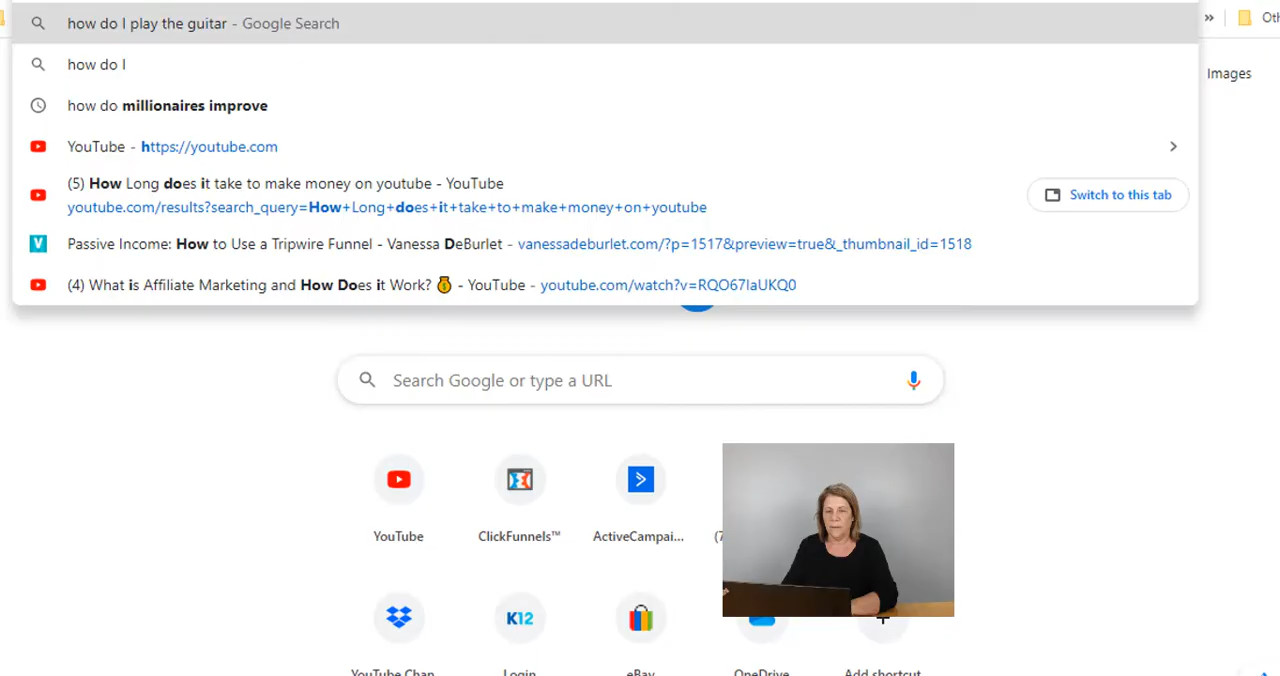 how do I play the guitar - Google Search
»
Oth
how do I
Images
how do millionaires improve
YouTube - https://youtube.com
(5) How Long does it take to make money on youtube - YouTube
youtube.com/results?search_query=How+Long+does+it+take+to+make+money+on+youtube
Switch to this tab
V Passive Income: How to Use a Tripwire Funnel - Vanessa DeBurlet - vanessadeburlet.com/?p=1517&preview=true&_thumbnail_id=1518
(4) What is Affiliate Marketing and How Does it Work? 💰 - YouTube - youtube.com/watch?v=RQO67laUKQ0
Search Google or type a URL
YouTube ClickFunnels™ ActiveCampai... (7
K12
YouTube Chan Login eBay OneDrive Add shortcut